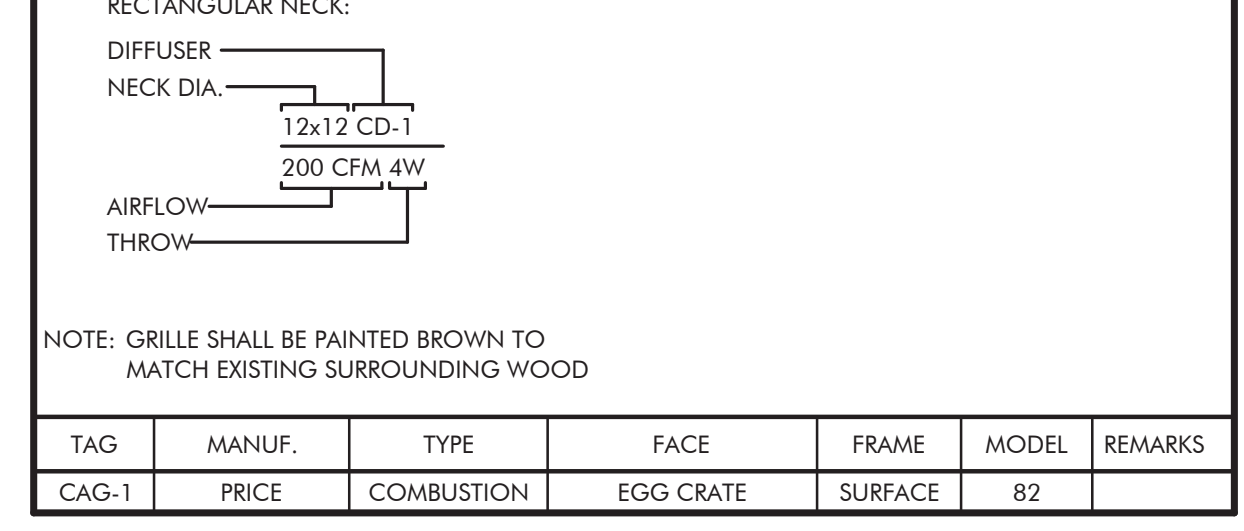 RECTANGULAR NECK:
DIFFUSER
NECK DIA.
12x12 CD-1
200 CFM 4W
AIRFLOW
THROW
NOTE: GRILLE SHALL BE PAINTED BROWN TO
MATCH EXISTING SURROUNDING WOOD
TAG MANUF. TYPE FACE FRAME MODEL REMARKS
CAG-1 PRICE COMBUSTION EGG CRATE SURFACE 82